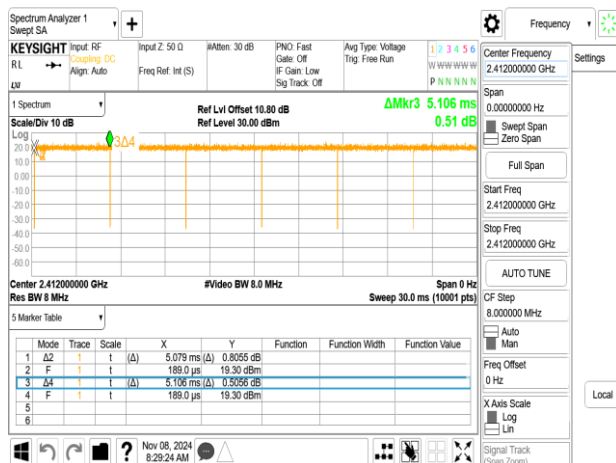 Spectrum Analyzer 1
Swept SA
Frequency
KEYSIGHT
Input: RF
Coupling: DC
Align: Auto
Input Z: 50 Ω
Freq Ref: Int (S)
#Atten: 30 dB
PNO: Fast
Gate: Off
IF Gain: Low
Sig Track: Off
Avg Type: Voltage
Trig: Free Run
1 2 3 4 5 6
W W W W W W
P N N N N N
RL
LXI
1 Spectrum
Scale/Div 10 dB
Ref Lvl Offset 10.80 dB
Ref Level 30.00 dBm
ΔMkr3 5.106 ms
0.51 dB
Log
20.0
10.0
0.00
-10.0
-20.0
-30.0
-40.0
-50.0
-60.0
3Δ4
Center 2.412000000 GHz
Res BW 8 MHz
#Video BW 8.0 MHz
Span 0 Hz
Sweep 30.0 ms (10001 pts)
5 Marker Table
Mode Trace Scale X Y Function Function Width Function Value
1 Δ2 1 t (Δ) 5.079 ms (Δ) 0.8055 dB
2 F 1 t 189.0 µs 19.30 dBm
3 Δ4 1 t (Δ) 5.106 ms (Δ) 0.5056 dB
4 F 1 t 189.0 µs 19.30 dBm
5
6
Nov 08, 2024
8:29:24 AM
Center Frequency
2.412000000 GHz
Settings
Span
0.00000000 Hz
Swept Span
Zero Span
Full Span
Start Freq
2.412000000 GHz
Stop Freq
2.412000000 GHz
AUTO TUNE
CF Step
8.000000 MHz
Auto
Man
Freq Offset
0 Hz
X Axis Scale
Log
Lin
Local
Signal Track
(Span Zoom)